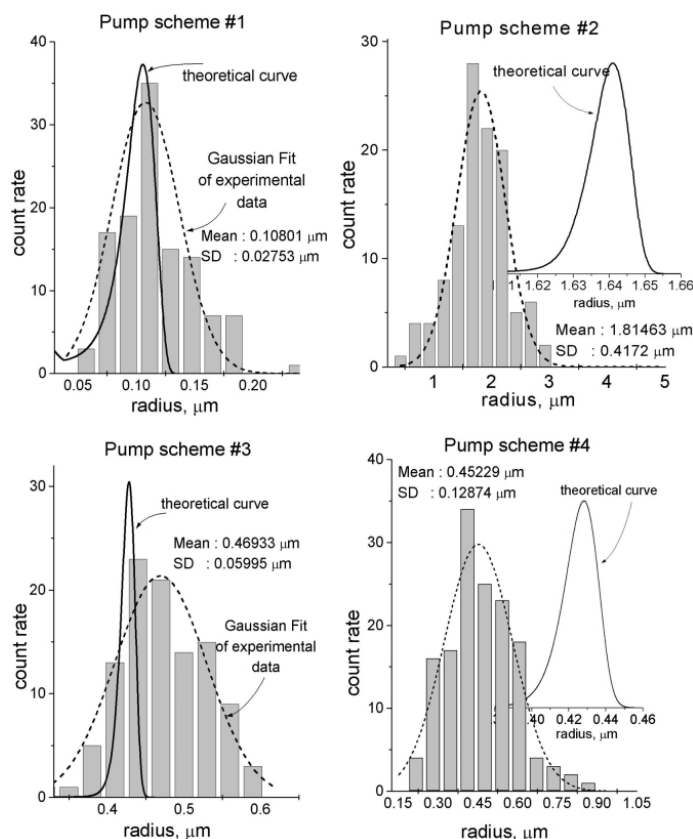 Pump scheme #1
40
30
20
10
0
count rate
theoretical curve
Gaussian Fit
of experimental
data
Mean : 0.10801 μm
SD : 0.02753 μm
0.05 0.10 0.15 0.20
radius, μm
Pump scheme #2
30
20
10
0
count rate
theoretical curve
1.62 1.63 1.64 1.65 1.66
radius, μm
Mean : 1.81463 μm
SD : 0.4172 μm
1 2 3 4 5
radius, μm
Pump scheme #3
30
20
10
0
count rate
theoretical curve
Mean : 0.46933 μm
SD : 0.05995 μm
Gaussian Fit
of experimental
data
0.4 0.5 0.6
radius, μm
Pump scheme #4
Mean : 0.45229 μm
SD : 0.12874 μm
40
30
20
10
0
count rate
theoretical curve
0.42 0.44 0.46
radius, μm
0.15 0.30 0.45 0.60 0.75 0.90 1.05
radius, μm